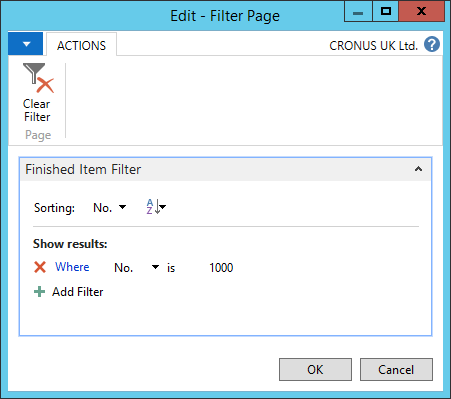 Edit - Filter Page
ACTIONS
CRONUS UK Ltd. ?
Clear
Filter
Page
Finished Item Filter
Sorting: No. A Z
Show results:
Where No. is 1000
Add Filter
OK Cancel